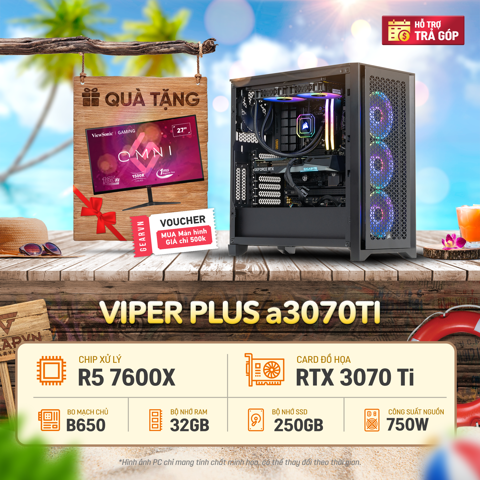 HỖ TRỢ
TRẢ GÓP
QUÀ TẶNG
ViewSonic | GAMING
27"
OMNI
GEARVN
VOUCHER
MUA Màn hình
GIÁ chỉ 500k
GEFORCE RTX
VIPER PLUS a3070TI
CHIP XỬ LÝ
R5 7600X
CARD ĐỒ HỌA
RTX 3070 Ti
BO MẠCH CHỦ
B650
BỘ NHỚ RAM
32GB
BỘ NHỚ SSD
250GB
CÔNG SUẤT NGUỒN
750W
*Hình ảnh PC chỉ mang tính chất minh họa, có thể thay đổi theo thời gian.